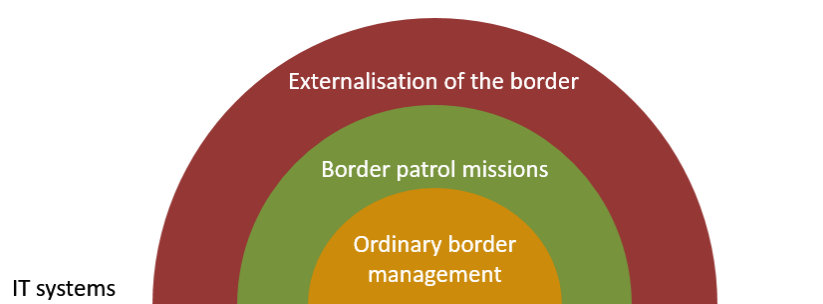 Externalisation of the border
Border patrol missions
Ordinary border
management
IT systems